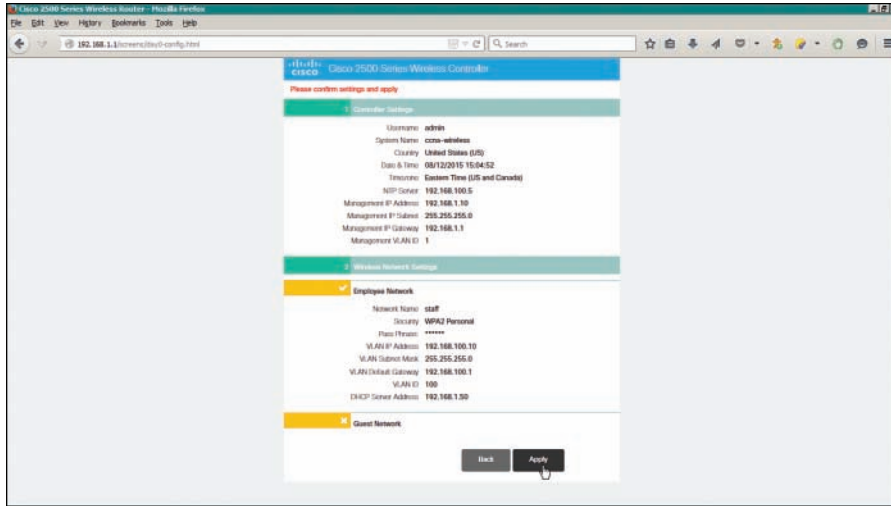 Cisco 2500 Series Wireless Router - Mozilla Firefox
File Edit View History Bookmarks Tools Help
192.168.1.1/screens/day0-config.html
Search
CISCO Cisco 2500 Series Wireless Controller
Please confirm settings and apply
1 Controller Settings
Username admin
System Name ccna-wireless
Country United States (US)
Date & Time 08/12/2015 15:04:52
Timezone Eastern Time (US and Canada)
NTP Server 192.168.100.5
Management IP Address 192.168.1.10
Management IP Subnet 255.255.255.0
Management IP Gateway 192.168.1.1
Management VLAN ID 1
2 Wireless Network Settings
Employee Network
Network Name staff
Security WPA2 Personal
Pass Phrase ******
VLAN IP Address 192.168.100.10
VLAN Subnet Mask 255.255.255.0
VLAN Default Gateway 192.168.100.1
VLAN ID 100
DHCP Server Address 192.168.1.50
Guest Network
Back Apply